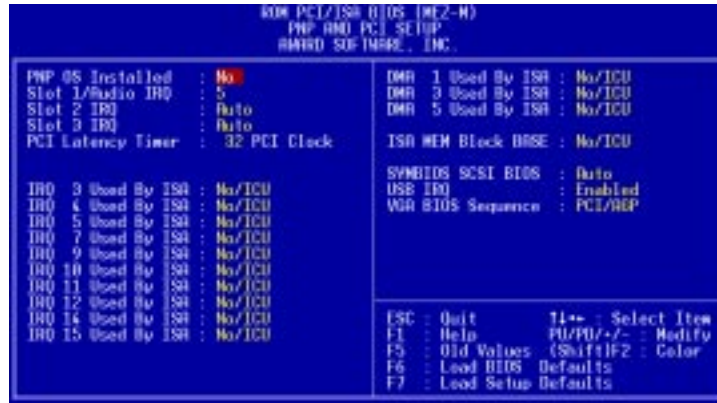 ROM PCI/ISA BIOS (MEZ-M)
PNP AND PCI SETUP
AWARD SOFTWARE, INC.
PNP OS Installed : No
Slot 1/Audio IRQ : 5
Slot 2 IRQ : Auto
Slot 3 IRQ : Auto
PCI Latency Timer : 32 PCI Clock
IRQ 3 Used By ISA : No/ICU
IRQ 4 Used By ISA : No/ICU
IRQ 5 Used By ISA : No/ICU
IRQ 7 Used By ISA : No/ICU
IRQ 9 Used By ISA : No/ICU
IRQ 10 Used By ISA : No/ICU
IRQ 11 Used By ISA : No/ICU
IRQ 12 Used By ISA : No/ICU
IRQ 14 Used By ISA : No/ICU
IRQ 15 Used By ISA : No/ICU
DMA 1 Used By ISA : No/ICU
DMA 3 Used By ISA : No/ICU
DMA 5 Used By ISA : No/ICU
ISA MEM Block BASE : No/ICU
SYMBIOS SCSI BIOS : Auto
USB IRQ : Enabled
VGA BIOS Sequence : PCI/AGP
ESC : Quit ↑↓→← : Select Item
F1 : Help PU/PD/+/- : Modify
F5 : Old Values (Shift)F2 : Color
F6 : Load BIOS Defaults
F7 : Load Setup Defaults